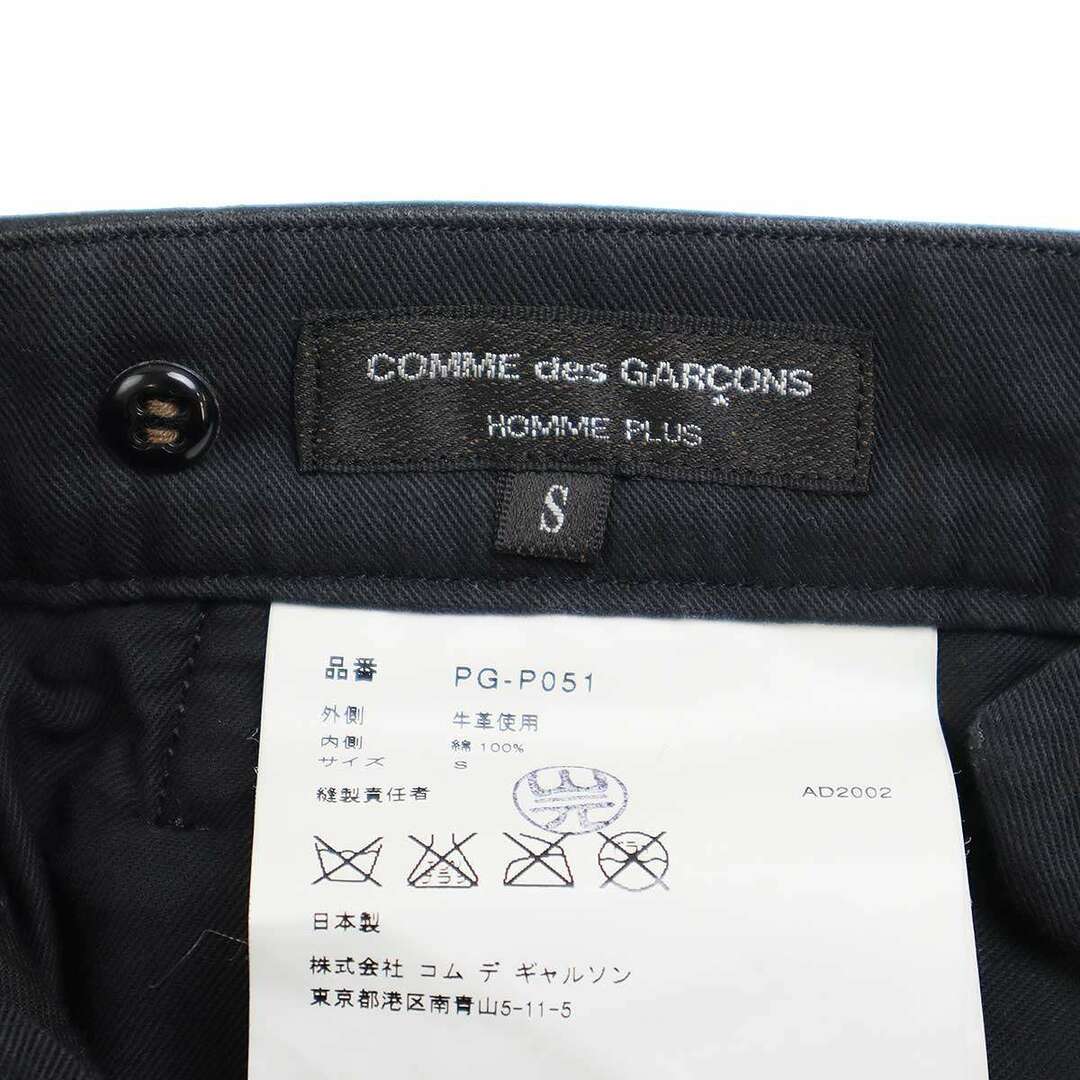 COMME des GARÇONS
HOMME PLUS
S
品番 PG-P051
外側 牛革使用
内側 綿 100%
サイズ S
縫製責任者 AD2002
日本製
株式会社 コム デ ギャルソン
東京都港区南青山5-11-5